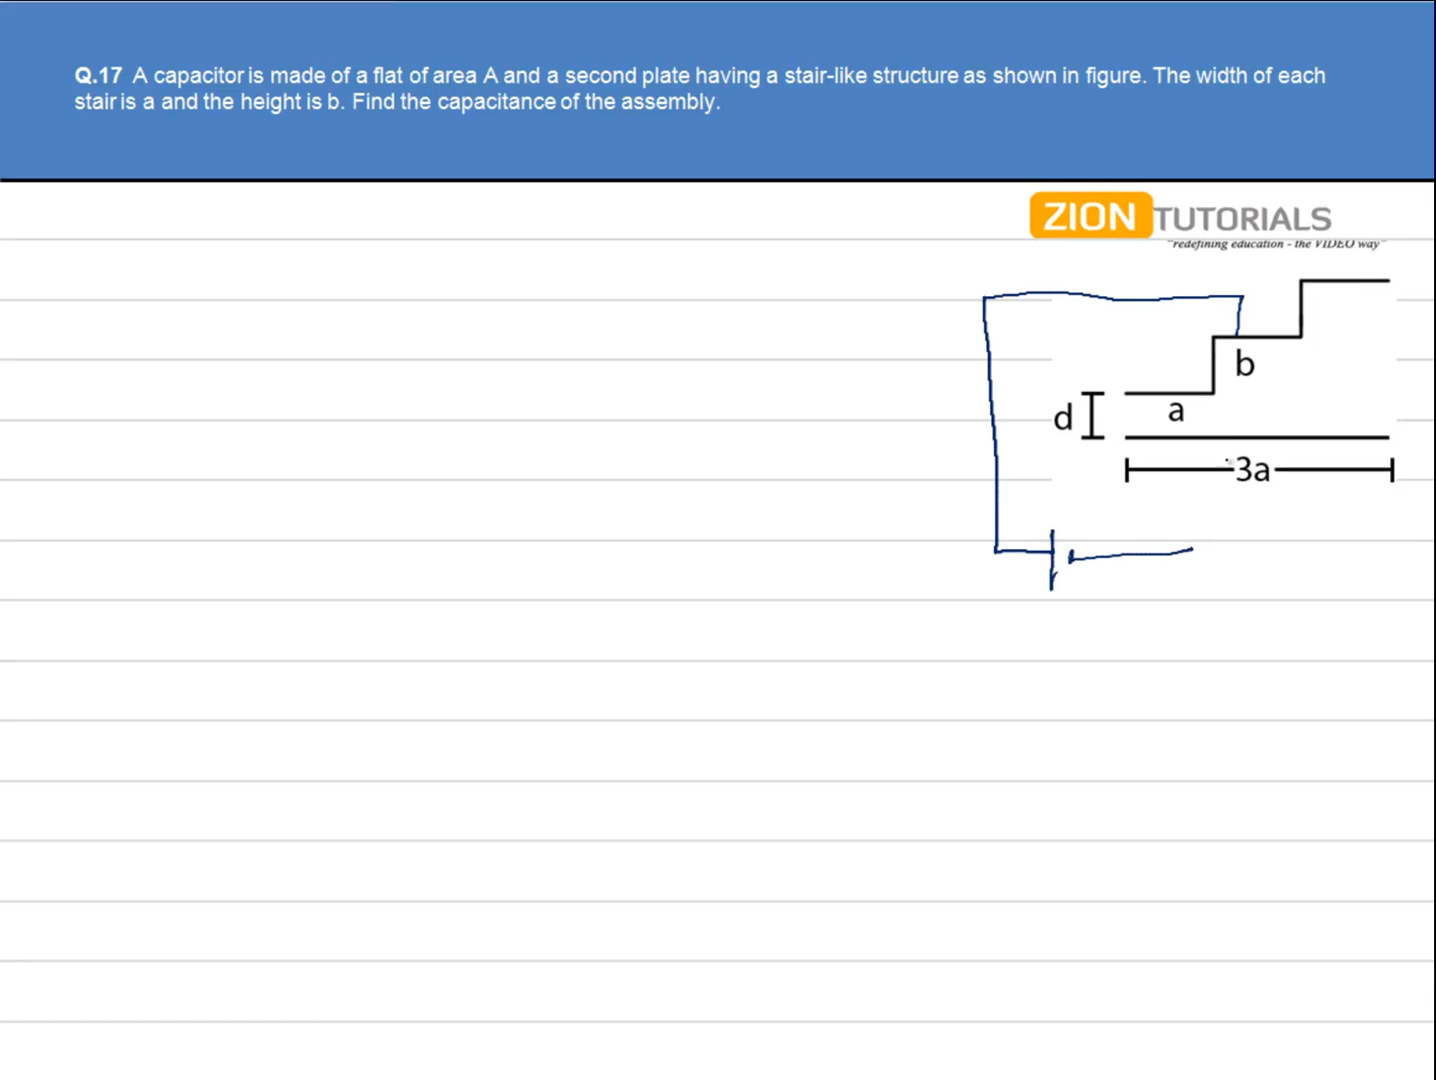 Q.17 A capacitor is made of a flat of area A and a second plate having a stair-like structure as shown in figure. The width of each
stair is a and the height is b. Find the capacitance of the assembly.
ZION TUTORIALS
"redefining education - the VIDEO way"
b
d
a
3a